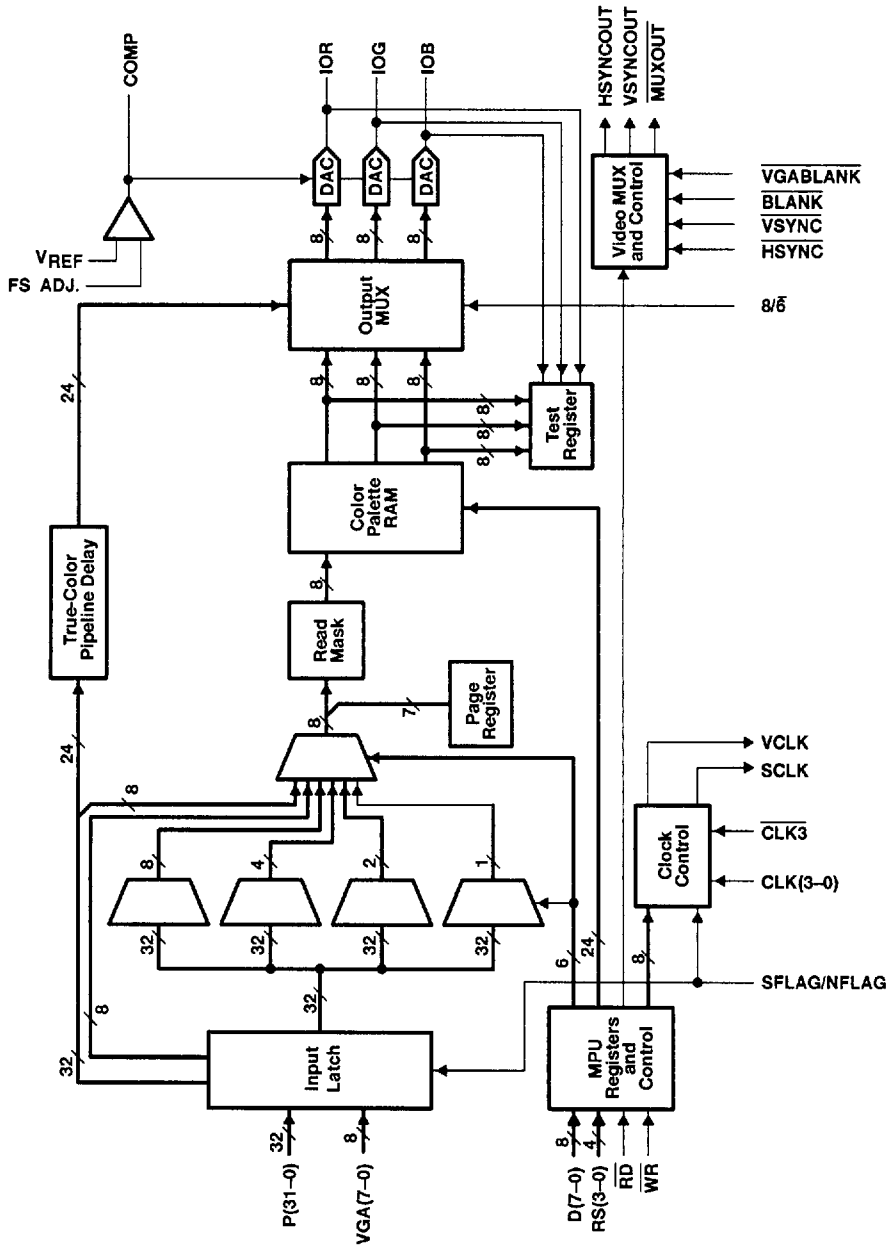 COMP
VREF
FS ADJ.
IOR
IOG
IOB
DAC
DAC
DAC
8
8
8
Output
MUX
24
True-Color
Pipeline Delay
24
8
8
8
8
8
8
Color
Palette
RAM
Test
Register
8
Read
Mask
8
7
Page
Register
8
8
4
2
1
32
32
32
32
32
8
32
Input
Latch
32
P(31–0)
8
VGA(7–0)
HSYNCOUT
VSYNCOUT
MUXOUT
Video MUX
and Control
VGABLANK
BLANK
VSYNC
HSYNC
8/6
VCLK
SCLK
Clock
Control
CLK3
CLK(3–0)
SFLAG/NFLAG
6
24
8
MPU
Registers
and
Control
8
D(7–0)
4
RS(3–0)
RD
WR